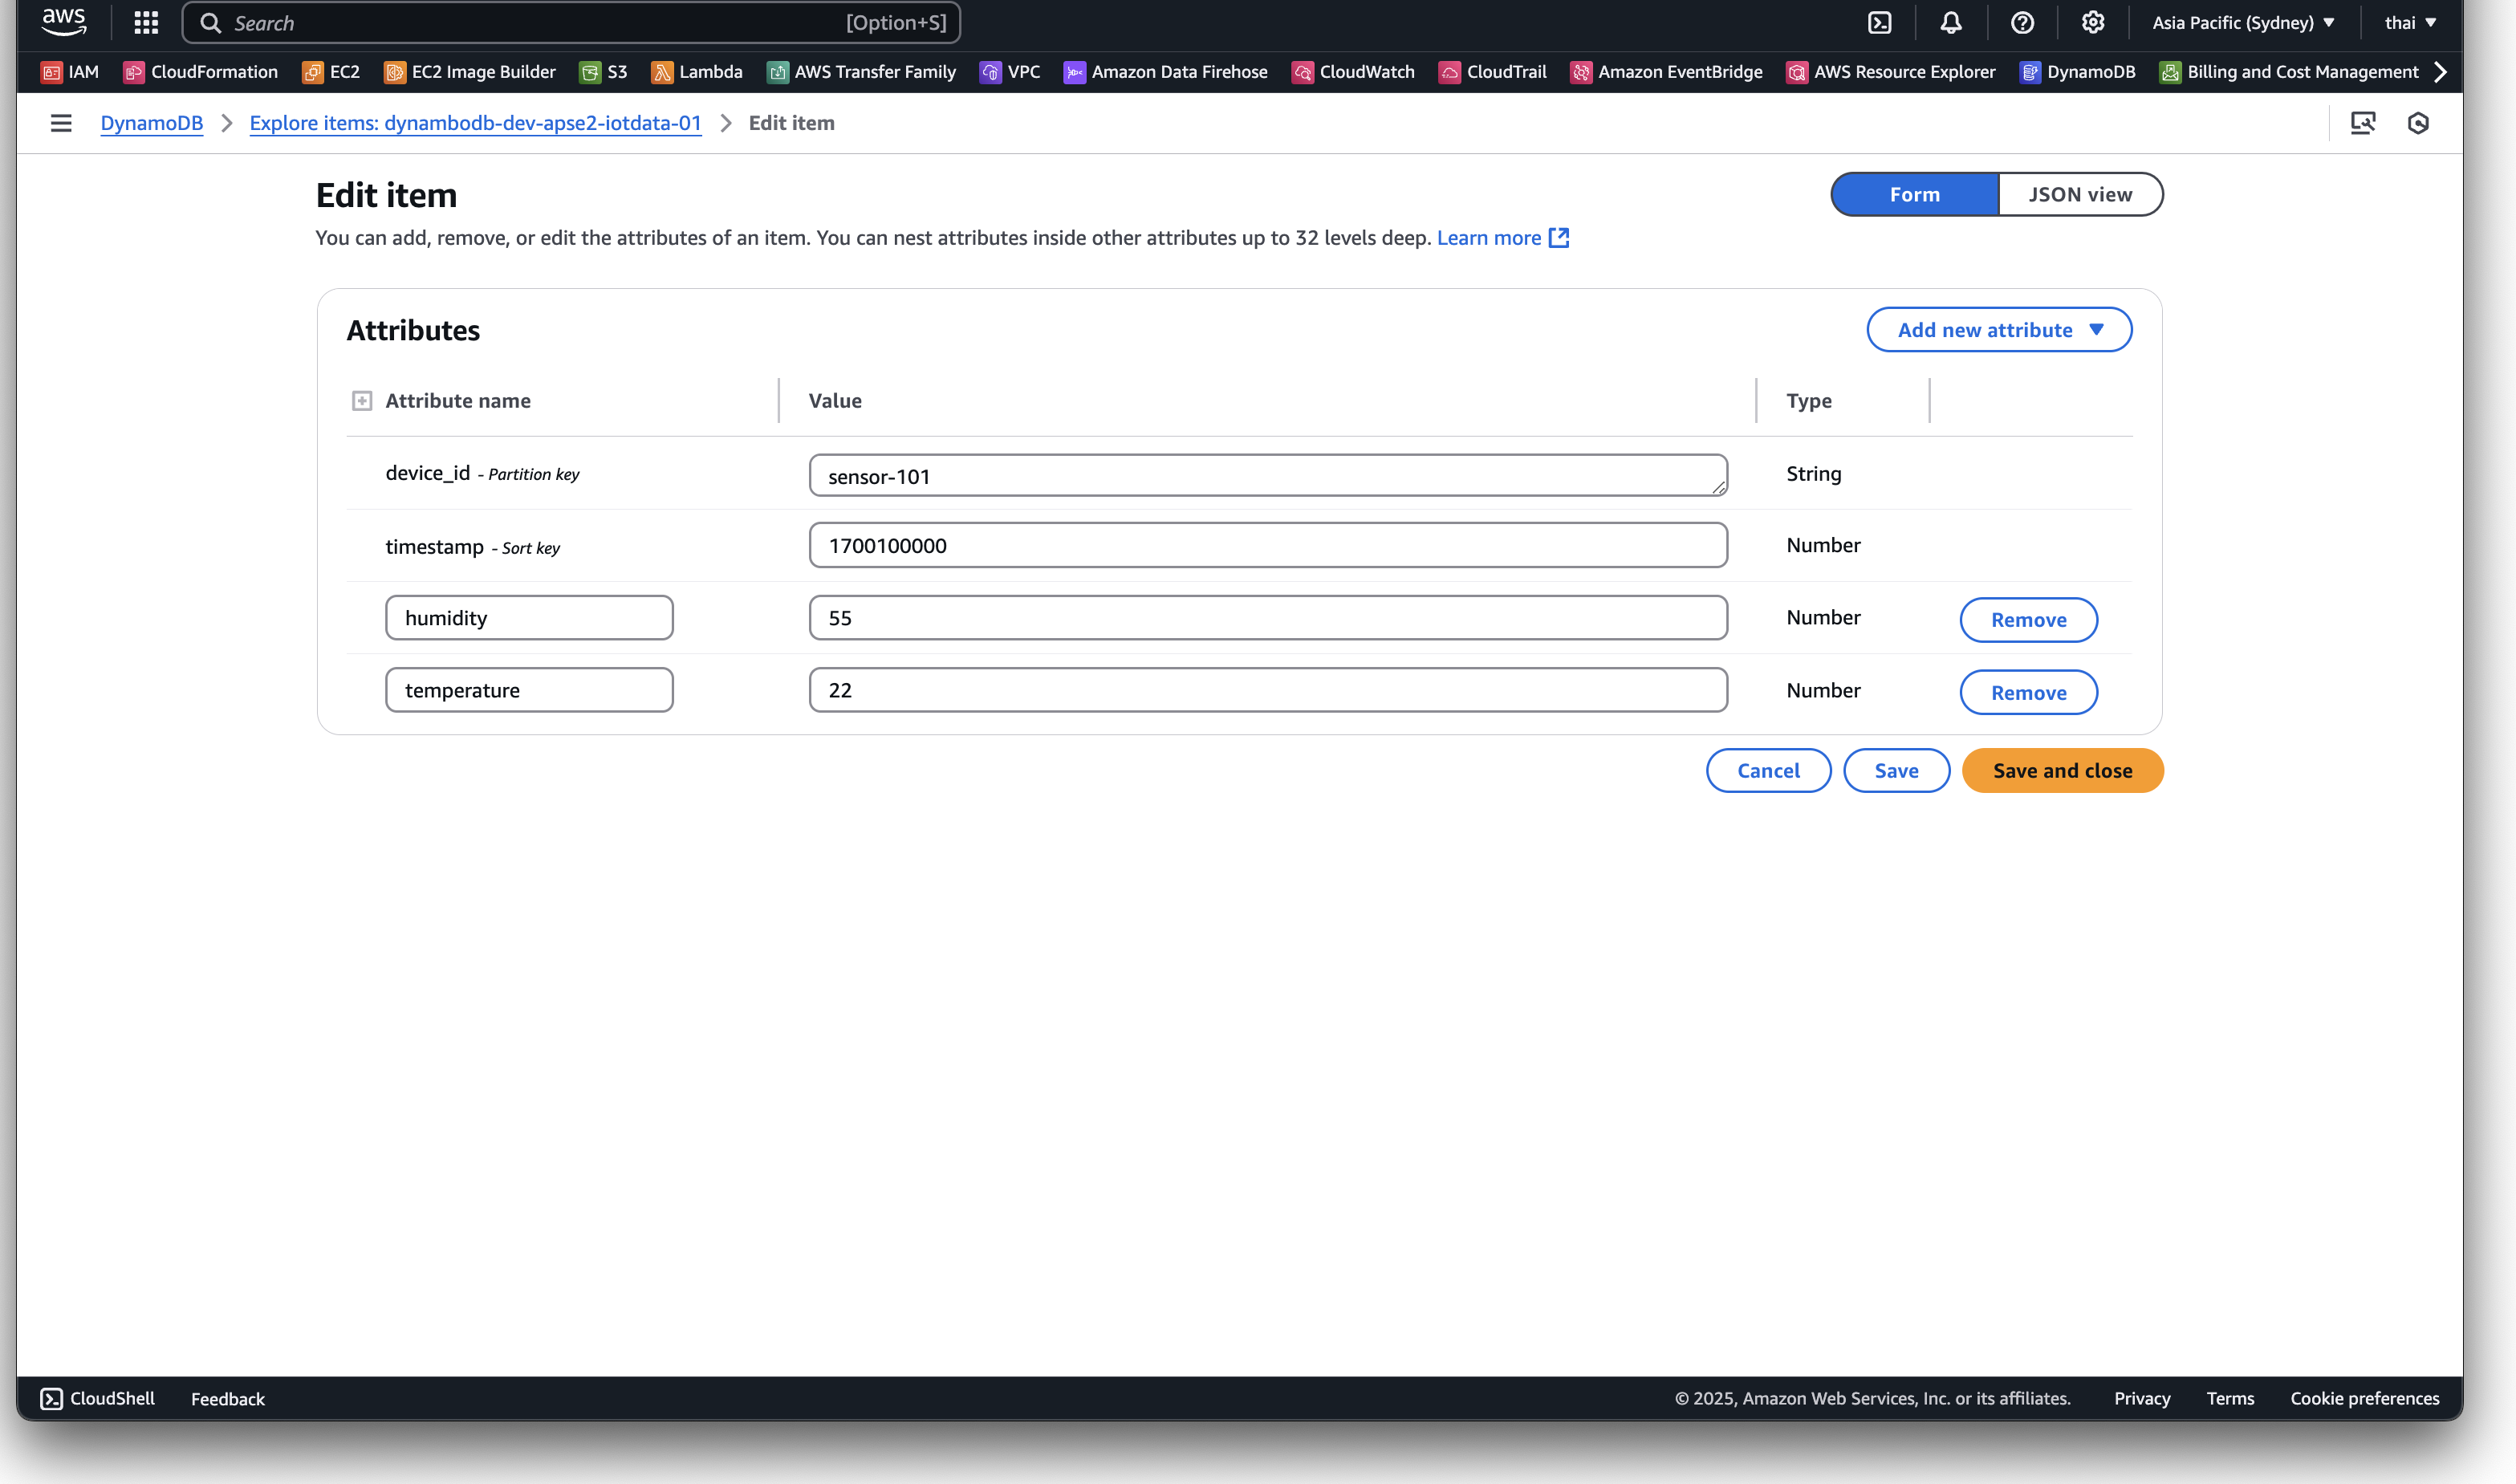 aws Search [Option+S] Asia Pacific (Sydney) thai
IAM CloudFormation EC2 EC2 Image Builder S3 Lambda AWS Transfer Family VPC Amazon Data Firehose CloudWatch CloudTrail Amazon EventBridge AWS Resource Explorer DynamoDB Billing and Cost Management
DynamoDB Explore items: dynambodb-dev-apse2-iotdata-01 Edit item
Edit item Form JSON view
You can add, remove, or edit the attributes of an item. You can nest attributes inside other attributes up to 32 levels deep. Learn more
Attributes Add new attribute
Attribute name Value Type
device_id - Partition key sensor-101 String
timestamp - Sort key 1700100000 Number
humidity 55 Number Remove
temperature 22 Number Remove
Cancel Save Save and close
CloudShell Feedback © 2025, Amazon Web Services, Inc. or its affiliates. Privacy Terms Cookie preferences